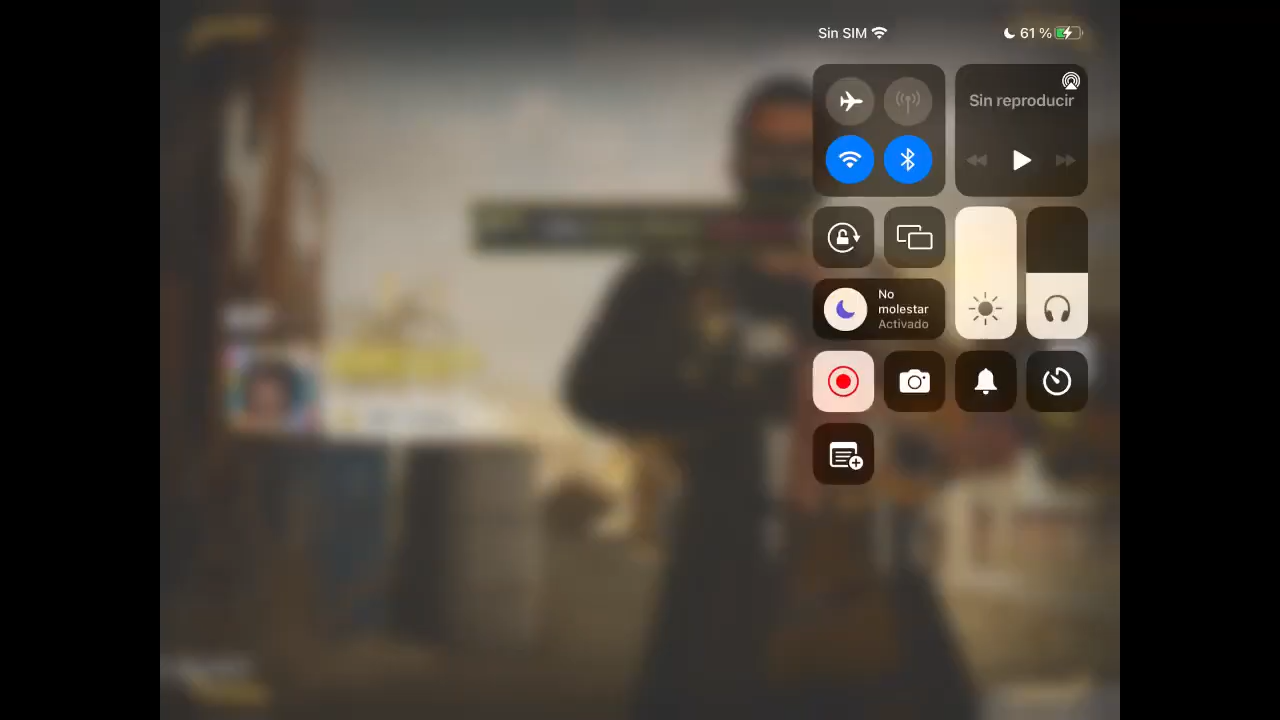 Sin SIM
61 %
Sin reproducir
No
molestar
Activado